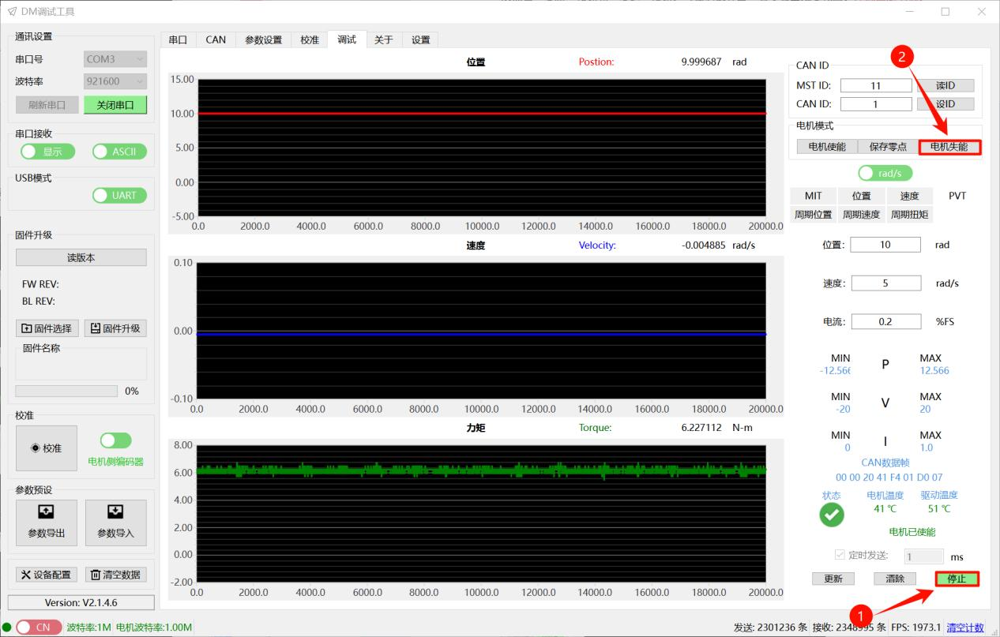 DM调试工具
通讯设置
串口号 COM3
波特率 921600
刷新串口 关闭串口
串口接收
显示 ASCII
USB模式
UART
固件升级
读版本
FW REV:
BL REV:
固件选择 固件升级
固件名称
0%
校准
校准
电机侧编码器
参数预设
参数导出 参数导入
设备配置 清空数据
Version: V2.1.4.6
串口 CAN 参数设置 校准 调试 关于 设置
位置 Postion: 9.999687 rad
15.00
10.00
5.00
0.00
-5.00
0.0 2000.0 4000.0 6000.0 8000.0 10000.0 12000.0 14000.0 16000.0 18000.0 20000.0
速度 Velocity: -0.004885 rad/s
0.10
0.00
-0.10
0.0 2000.0 4000.0 6000.0 8000.0 10000.0 12000.0 14000.0 16000.0 18000.0 20000.0
力矩 Torque: 6.227112 N-m
8.00
6.00
4.00
2.00
0.00
-2.00
0.0 2000.0 4000.0 6000.0 8000.0 10000.0 12000.0 14000.0 16000.0 18000.0 20000.0
2
CAN ID
MST ID: 11 读ID
CAN ID: 1 设ID
电机模式
电机使能 保存零点 电机失能
rad/s
MIT 位置 速度 PVT
周期位置 周期速度 周期扭矩
位置: 10 rad
速度: 5 rad/s
电流: 0.2 %FS
MIN P MAX
-12.566 12.566
MIN V MAX
-20 20
MIN I MAX
0 1.0
CAN数据帧
00 00 20 41 F4 01 D0 07
状态 电机温度 驱动温度
41 ℃ 51 ℃
电机已使能
定时发送: 1 ms
更新 清除 停止
1
CN 波特率:1M 电机波特率:1.00M
发送: 2301236 条 接收: 2348995 条 FPS: 1973.1 清空计数